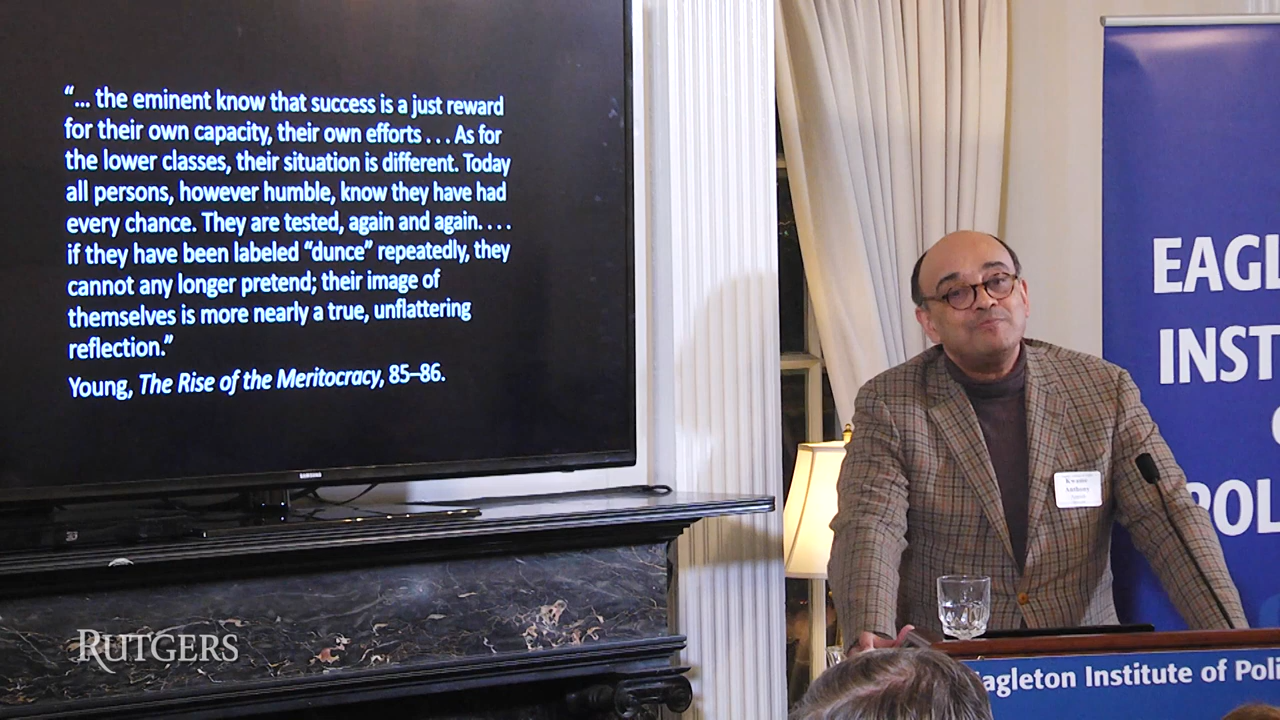 “... the eminent know that success is a just reward
for their own capacity, their own efforts . . . As for
the lower classes, their situation is different. Today
all persons, however humble, know they have had
every chance. They are tested, again and again. . . .
if they have been labeled “dunce” repeatedly, they
cannot any longer pretend; their image of
themselves is more nearly a true, unflattering
reflection.”
Young, The Rise of the Meritocracy, 85–86.
SAMSUNG
RUTGERS
EAGL
INST
POL
Kwame
Anthony
agleton Institute of Poli